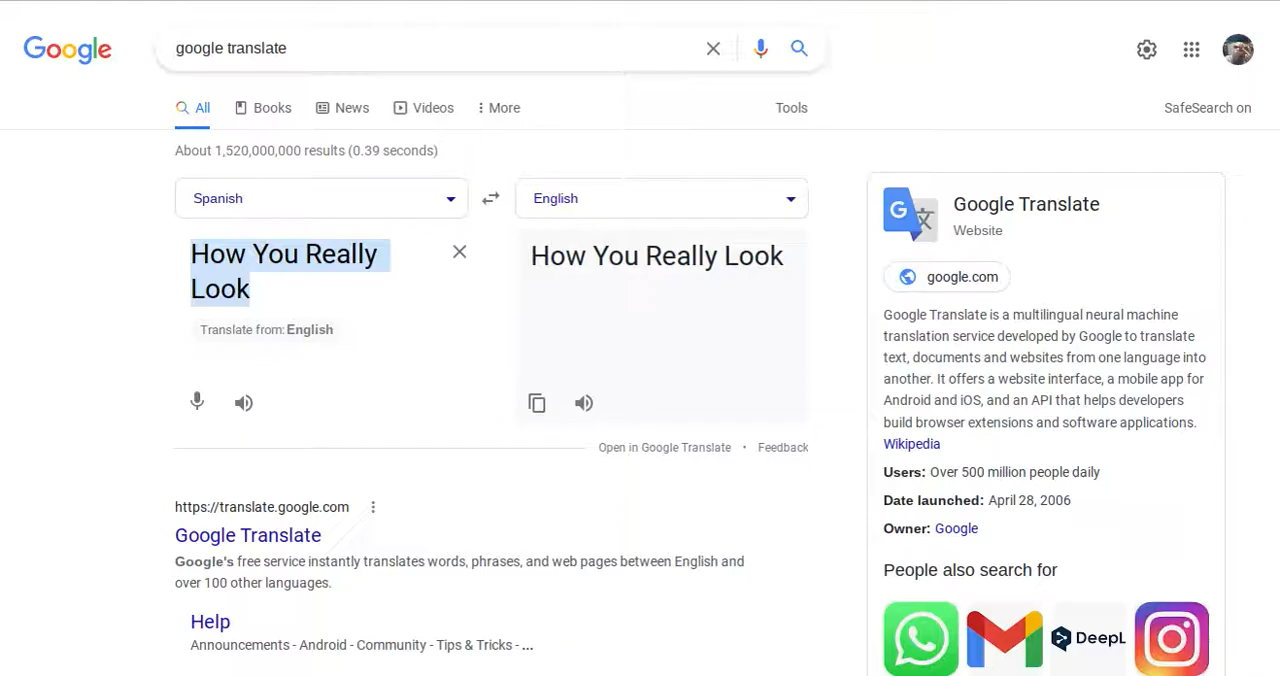 Google
google translate
All
Books
News
Videos
More
Tools
SafeSearch on
About 1,520,000,000 results (0.39 seconds)
Spanish
English
How You Really
Look
Translate from: English
How You Really Look
Open in Google Translate • Feedback
https://translate.google.com
Google Translate
Google's free service instantly translates words, phrases, and web pages between English and
over 100 other languages.
Help
Announcements - Android - Community - Tips & Tricks - ...
G
Google Translate
Website
google.com
Google Translate is a multilingual neural machine
translation service developed by Google to translate
text, documents and websites from one language into
another. It offers a website interface, a mobile app for
Android and iOS, and an API that helps developers
build browser extensions and software applications.
Wikipedia
Users: Over 500 million people daily
Date launched: April 28, 2006
Owner: Google
People also search for
DeepL